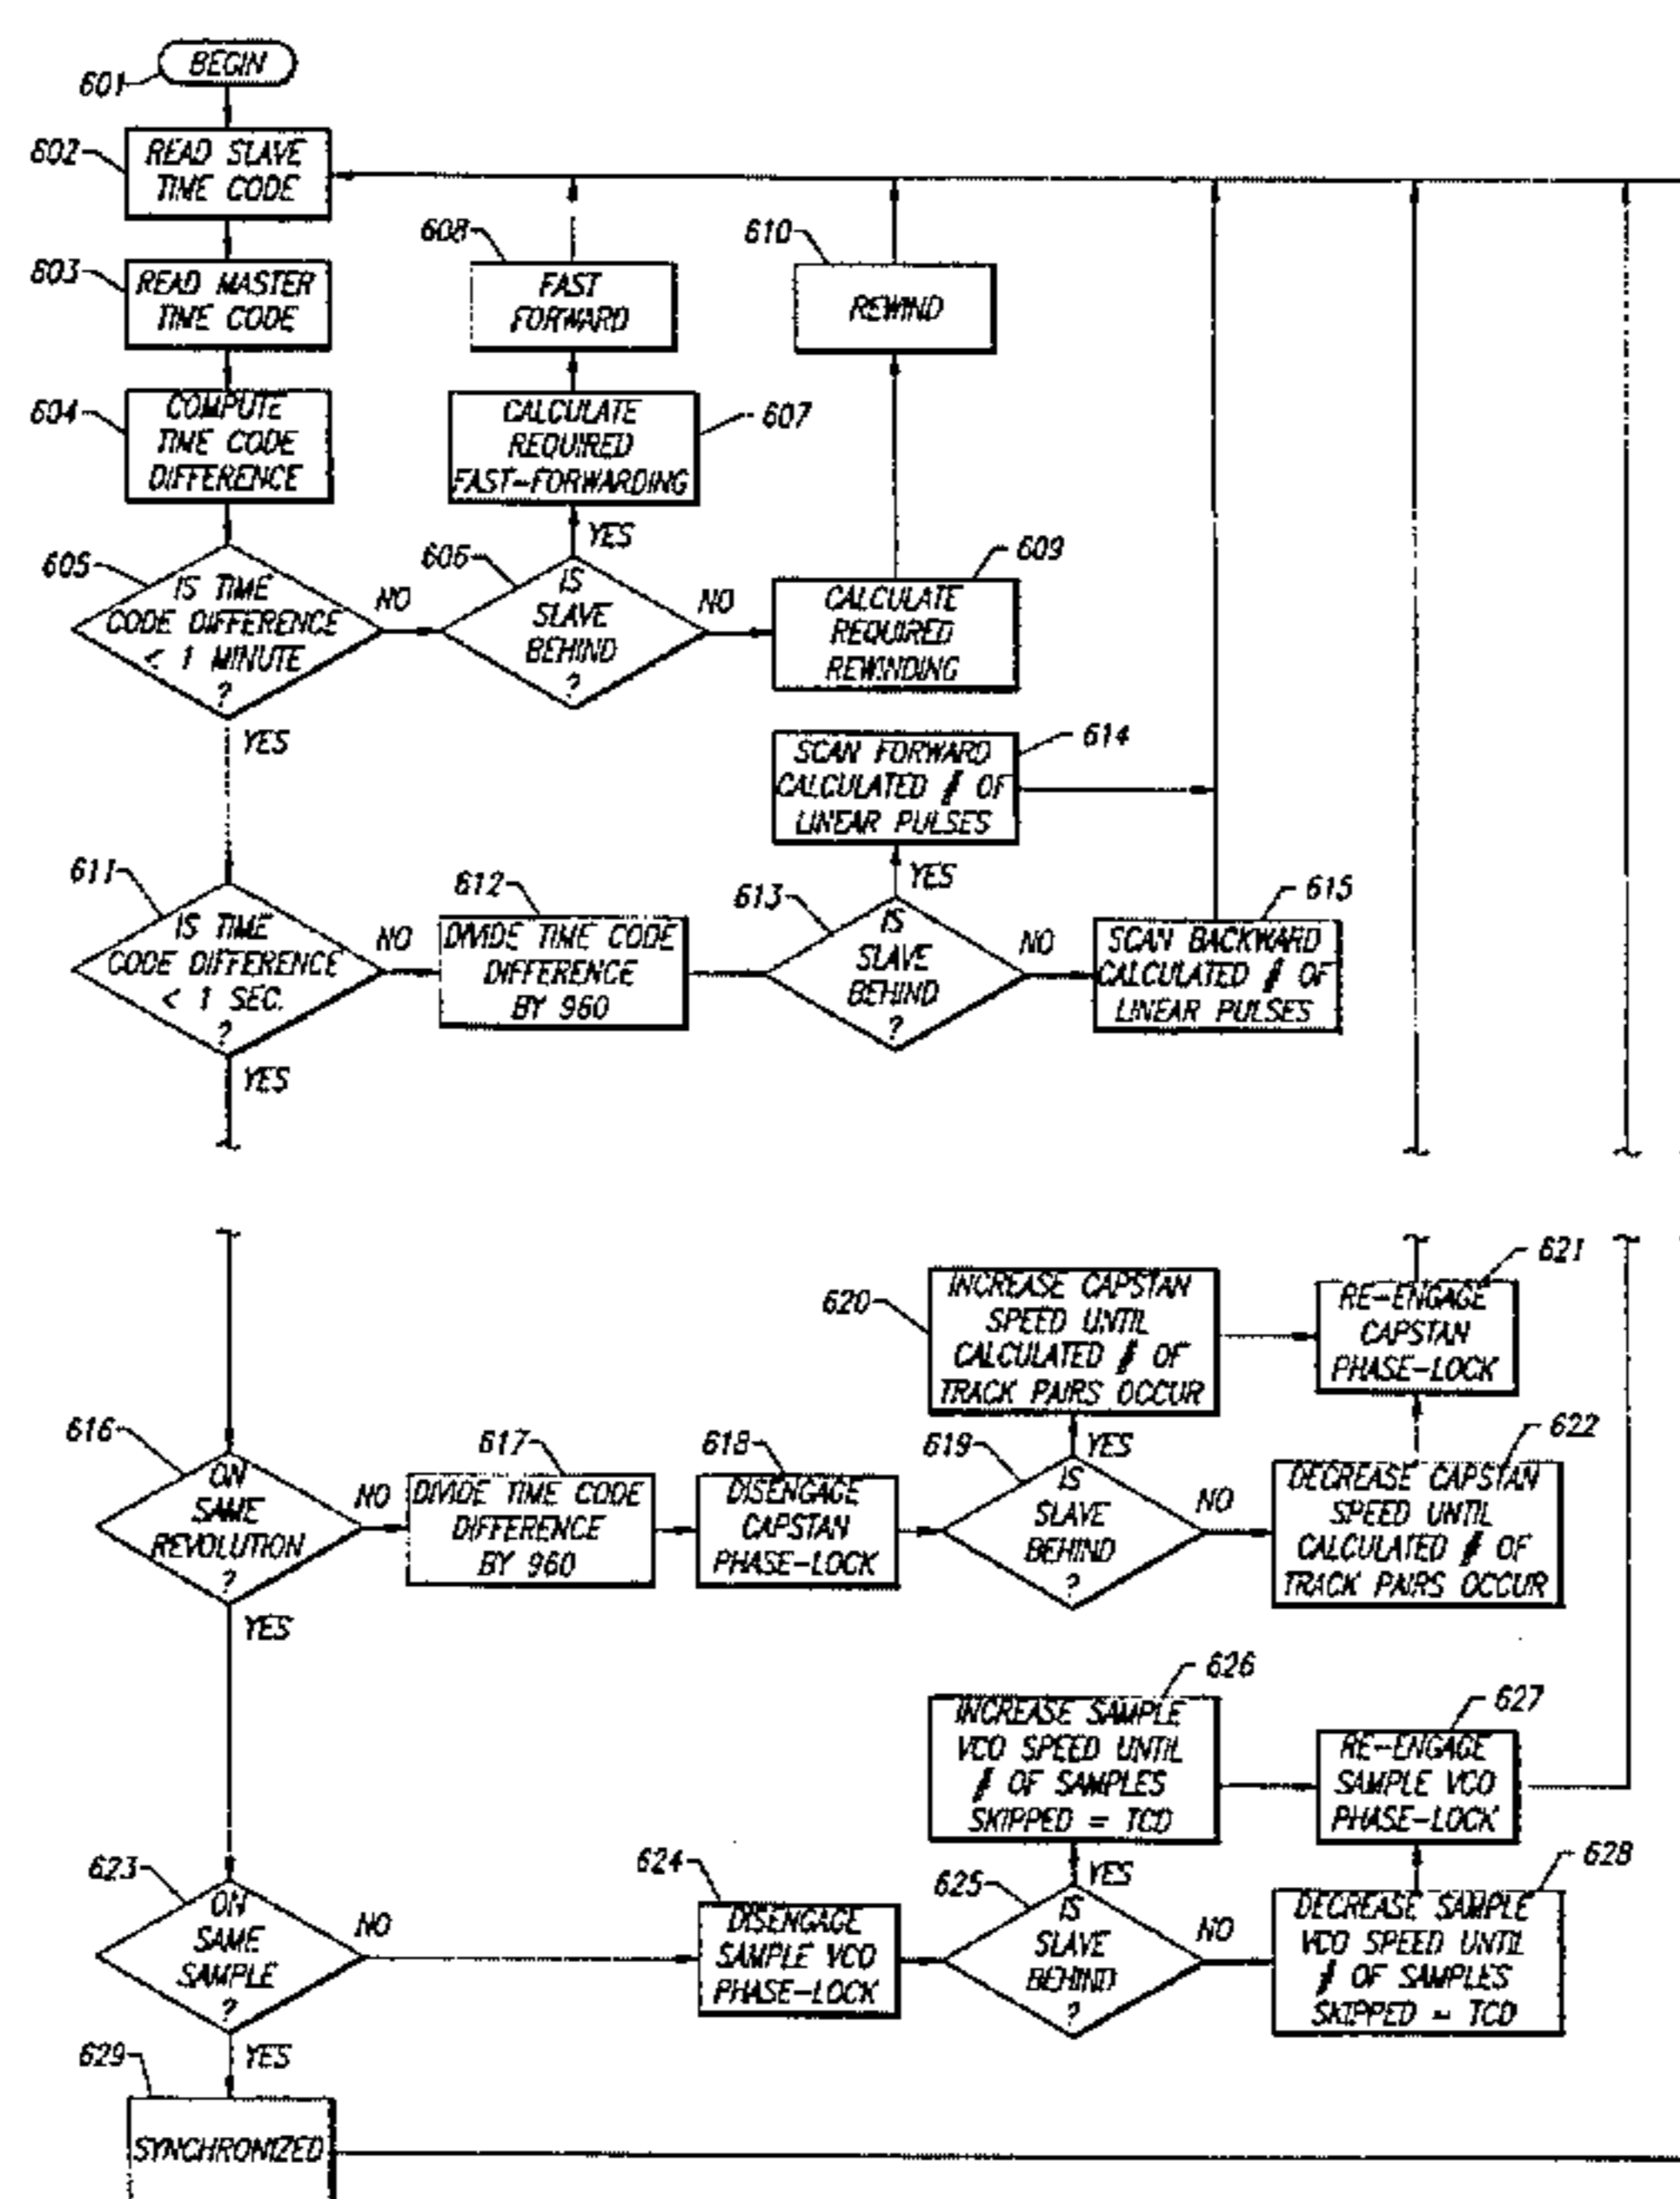 BEGIN
601
602
READ SLAVE
TIME CODE
603
READ MASTER
TIME CODE
604
COMPUTE
TIME CODE
DIFFERENCE
608
FAST
FORWARD
610
REWIND
607
CALCULATE
REQUIRED
FAST-FORWARDING
605
IS TIME
CODE DIFFERENCE
< 1 MINUTE
?
NO
YES
606
IS
SLAVE
BEHIND
?
YES
NO
609
CALCULATE
REQUIRED
REWINDING
614
SCAN FORWARD
CALCULATED # OF
LINEAR PULSES
611
IS TIME
CODE DIFFERENCE
< 1 SEC.
?
NO
YES
612
DIVIDE TIME CODE
DIFFERENCE
BY 960
613
IS
SLAVE
BEHIND
?
YES
NO
615
SCAN BACKWARD
CALCULATED # OF
LINEAR PULSES
620
INCREASE CAPSTAN
SPEED UNTIL
CALCULATED # OF
TRACK PAIRS OCCUR
621
RE-ENGAGE
CAPSTAN
PHASE-LOCK
616
ON
SAME
REVOLUTION
?
NO
YES
617
DIVIDE TIME CODE
DIFFERENCE
BY 960
618
DISENGAGE
CAPSTAN
PHASE-LOCK
619
IS
SLAVE
BEHIND
?
YES
NO
622
DECREASE CAPSTAN
SPEED UNTIL
CALCULATED # OF
TRACK PAIRS OCCUR
626
INCREASE SAMPLE
VCO SPEED UNTIL
# OF SAMPLES
SKIPPED = TCD
627
RE-ENGAGE
SAMPLE VCO
PHASE-LOCK
623
ON
SAME
SAMPLE
?
NO
YES
624
DISENGAGE
SAMPLE VCO
PHASE-LOCK
625
IS
SLAVE
BEHIND
?
YES
NO
628
DECREASE SAMPLE
VCO SPEED UNTIL
# OF SAMPLES
SKIPPED = TCD
629
SYNCHRONIZED